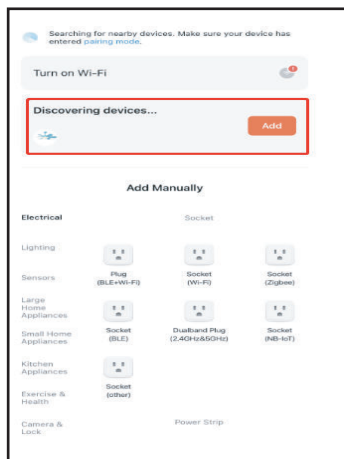 Searching for nearby devices. Make sure your device has
entered pairing mode.
Turn on Wi-Fi
Discovering devices...
Add
Add Manually
Electrical
Socket
Lighting
Sensors
Large
Home
Appliances
Small Home
Appliances
Kitchen
Appliances
Exercise &
Health
Camera &
Lock
Plug
(BLE+Wi-Fi)
Socket
(Wi-Fi)
Socket
(Zigbee)
Socket
(BLE)
Dualband Plug
(2.4GHz&5GHz)
Socket
(NB-IoT)
Socket
(other)
Power Strip